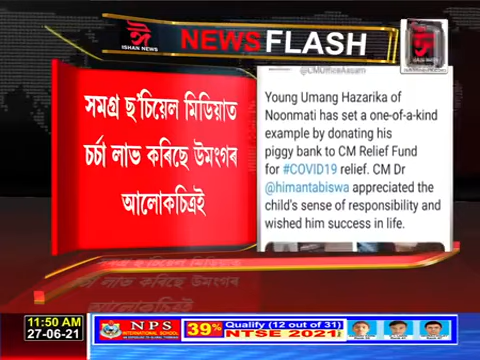 ঈ
ISHAN NEWS
NEWS FLASH
ঈ
ISHAN NEWS
@CMOfficeAssam
সমগ্ৰ ছ'চিয়েল মিডিয়াত
চৰ্চা লাভ কৰিছে উমংগৰ
আলোকচিত্ৰই
Young Umang Hazarika of
Noonmati has set a one-of-a-kind
example by donating his
piggy bank to CM Relief Fund
for #COVID19 relief. CM Dr
@himantabiswa appreciated the
child's sense of responsibility and
wished him success in life.
11:50 AM
27-06-21
NPS
INTERNATIONAL SCHOOL
39% Qualify (12 out of 31)
NTSE 2021